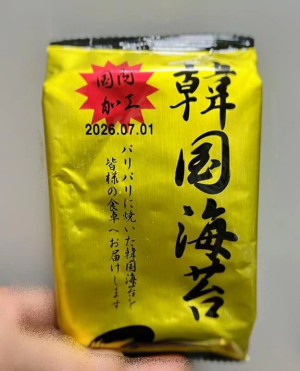 韓国海苔
国内
加工
2026.07.01
パリパリに焼いた韓国海苔を
皆様の食卓へお届けします